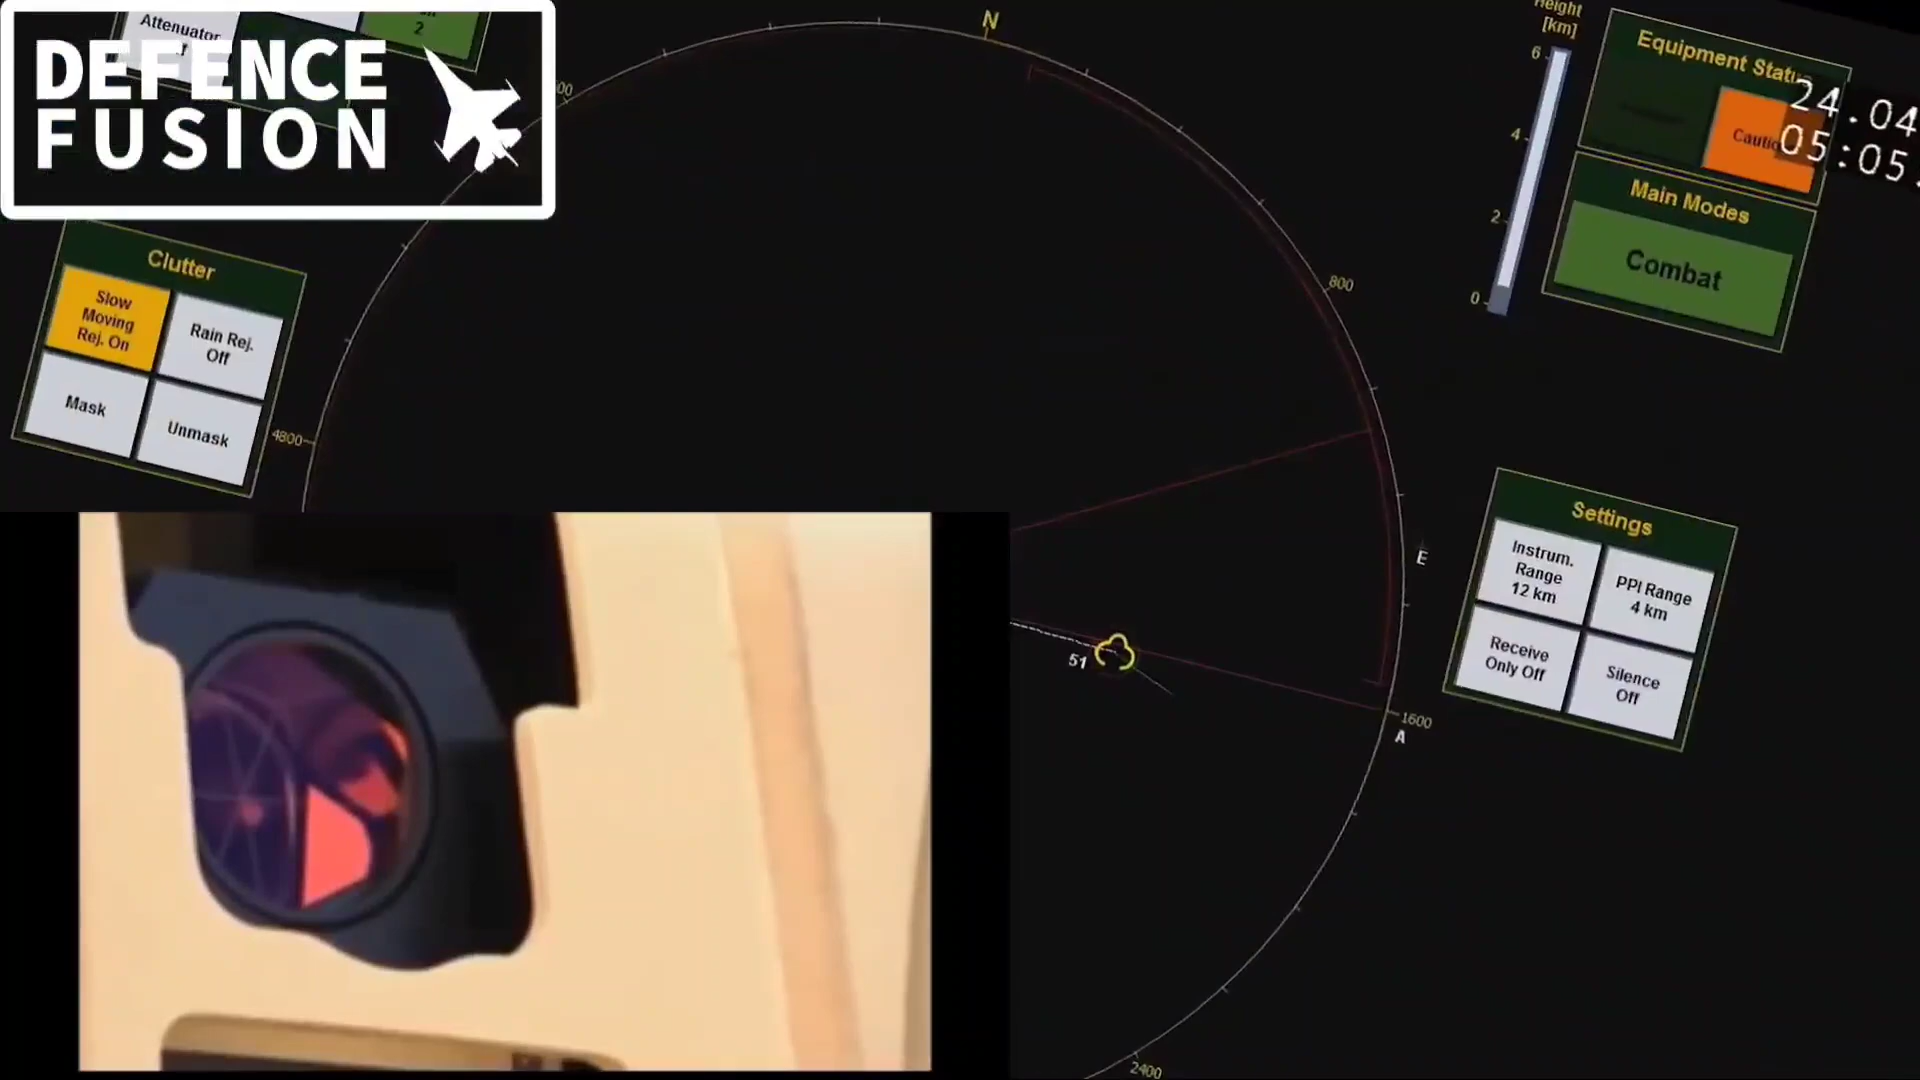 DEFENCE
FUSION
Attenuator
2
N
Height
[km]
6
4
2
0
Equipment Statu
24.04
05:05.
Main Modes
Combat
Clutter
Slow
Moving
Rej. On
Rain Rej.
Off
Mask
Unmask
4800
800
E
1600
A
2400
51
Settings
Instrum.
Range
12 km
PPI Range
4 km
Receive
Only Off
Silence
Off